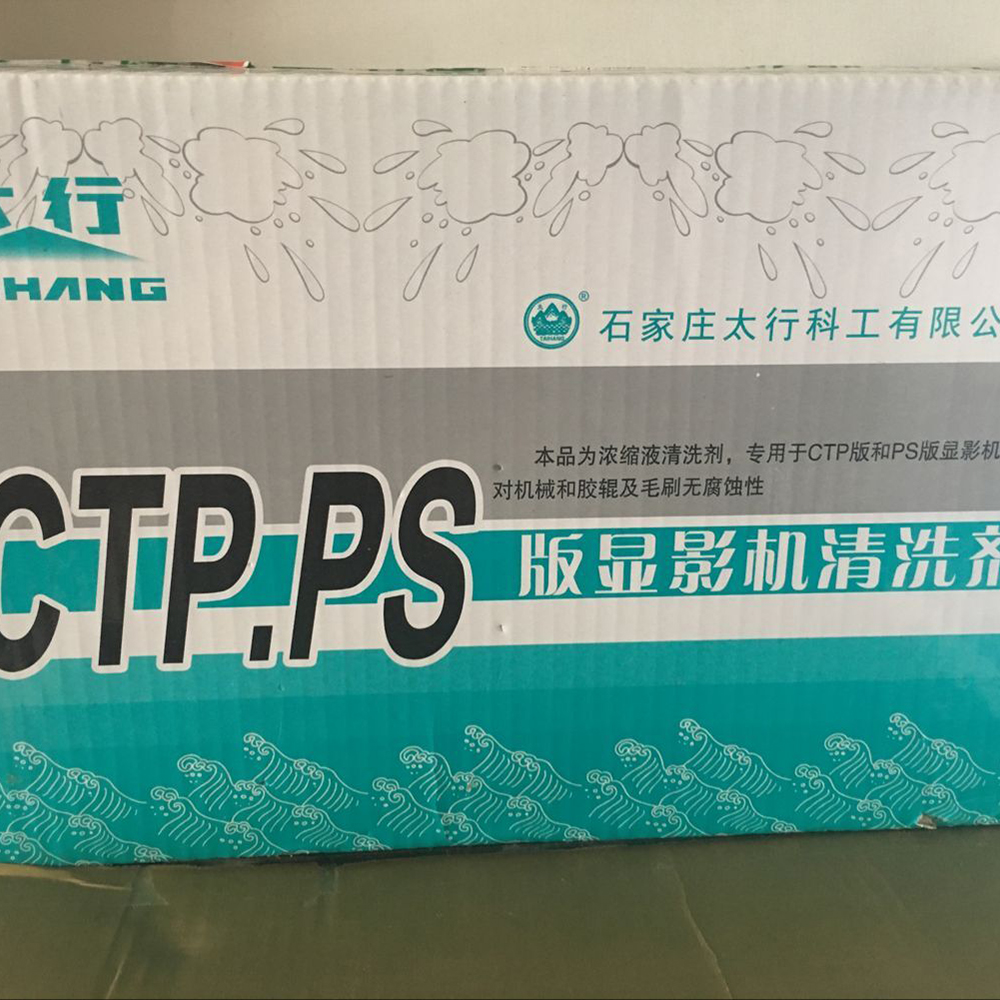 太行
HANG
®
石家庄太行科工有限公
本品为浓缩液清洗剂，专用于CTP版和PS版显影机
对机械和胶辊及毛刷无腐蚀性
CTP.PS
版显影机清洗剂